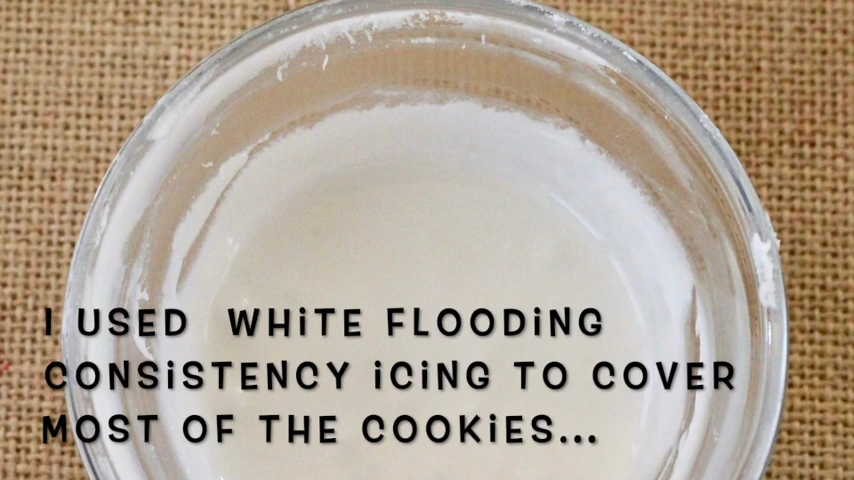 I USED WHiTE FLOODiNG
CONSiSTENCY iCiNG TO COVER
MOST OF THE COOKiES...